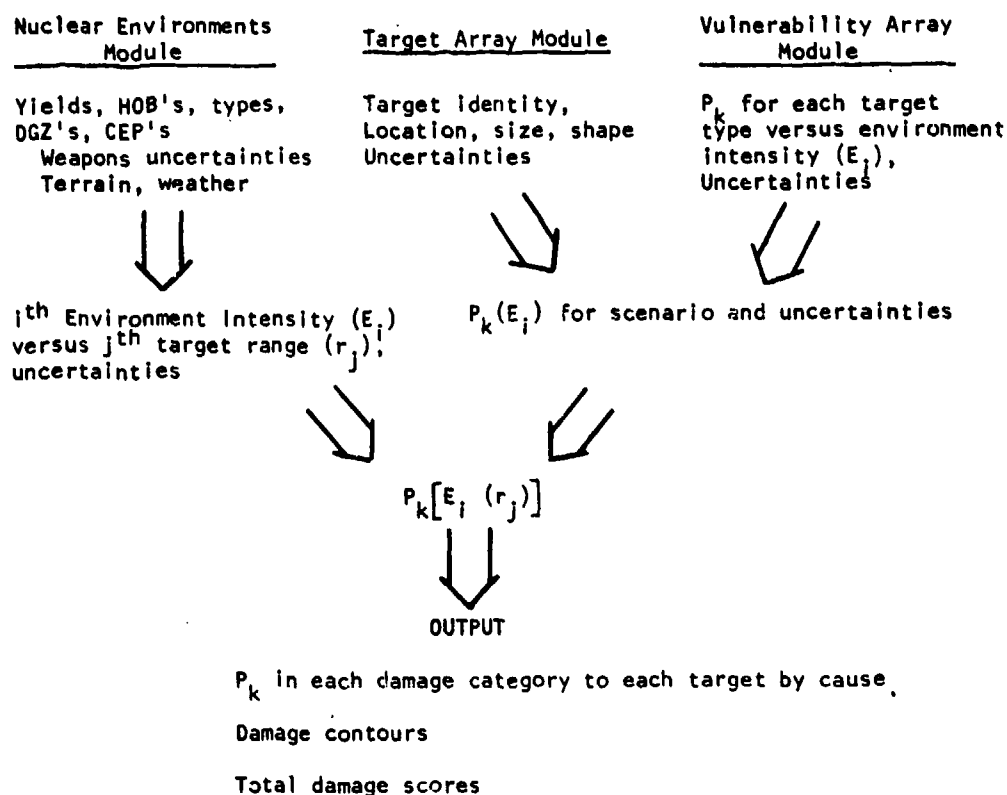 Nuclear Environments
Module
Yields, HOB's, types,
DGZ's, CEP's
Weapons uncertainties
Terrain, weather
Target Array Module
Target identity,
Location, size, shape
Uncertainties
Vulnerability Array
Module
P_k for each target
type versus environment
intensity (E_i),
Uncertainties
i^th Environment Intensity (E_i)
versus j^th target range (r_j),
uncertainties
P_k(E_i) for scenario and uncertainties
P_k[E_i (r_j)]
OUTPUT
P_k in each damage category to each target by cause.
Damage contours
Total damage scores